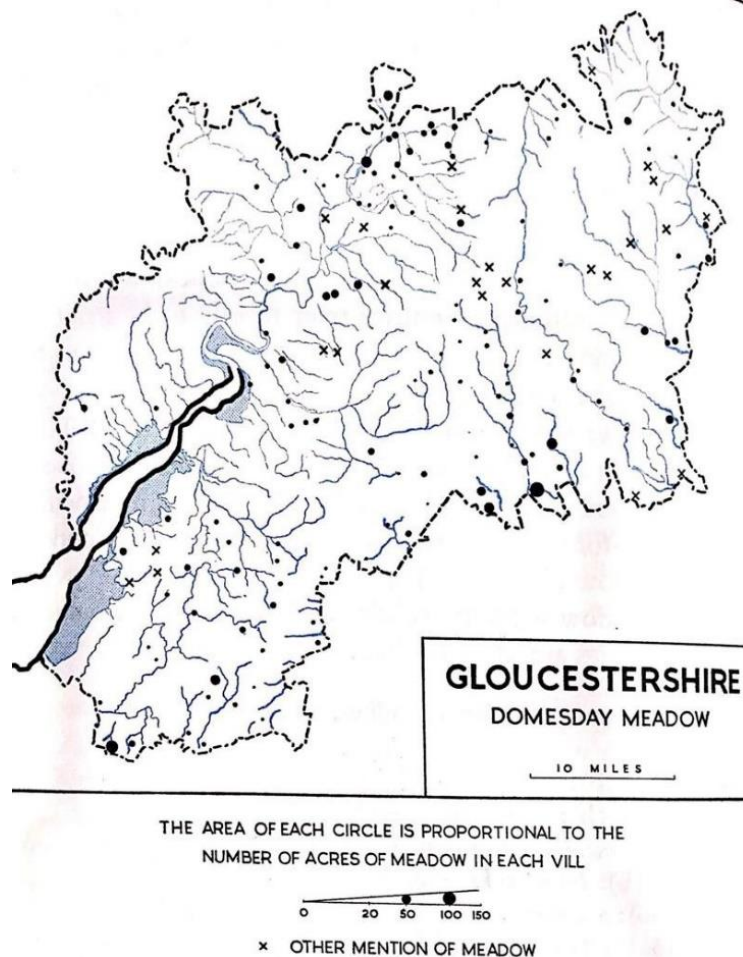 GLOUCESTERSHIRE
DOMESDAY MEADOW
10 MILES
THE AREA OF EACH CIRCLE IS PROPORTIONAL TO THE
NUMBER OF ACRES OF MEADOW IN EACH VILL
0 20 50 100 150
× OTHER MENTION OF MEADOW